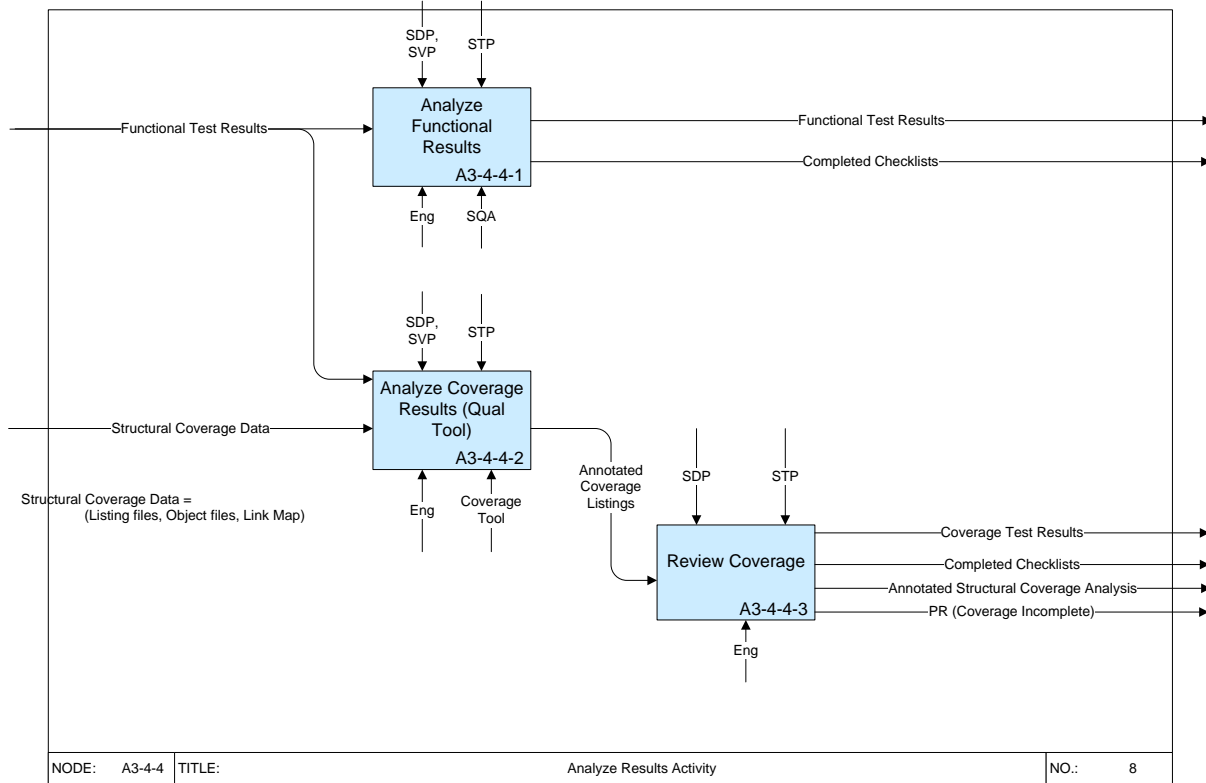 SDP,
SVP
STP
Analyze
Functional
Results
A3-4-4-1
Functional Test Results
Functional Test Results
Completed Checklists
Eng
SQA
SDP,
SVP
STP
Analyze Coverage
Results (Qual
Tool)
A3-4-4-2
Structural Coverage Data
Structural Coverage Data =
(Listing files, Object files, Link Map)
Eng
Coverage
Tool
Annotated
Coverage
Listings
SDP
STP
Review Coverage
A3-4-4-3
Coverage Test Results
Completed Checklists
Annotated Structural Coverage Analysis
PR (Coverage Incomplete)
Eng
NODE: A3-4-4 TITLE: Analyze Results Activity NO.: 8